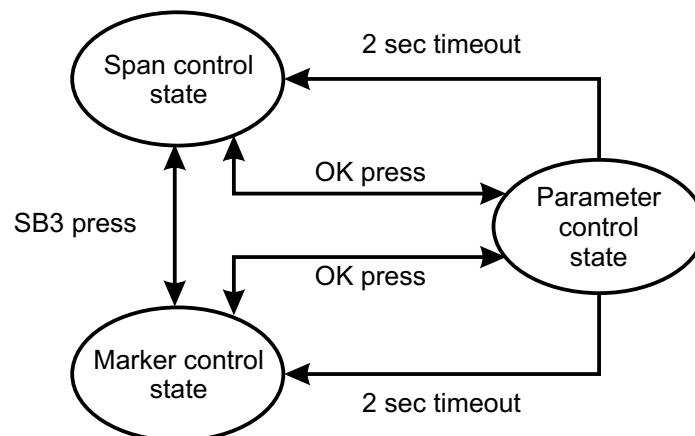 2 sec timeout
Span control
state
OK press
Parameter
control
state
SB3 press
OK press
Marker control
state
2 sec timeout